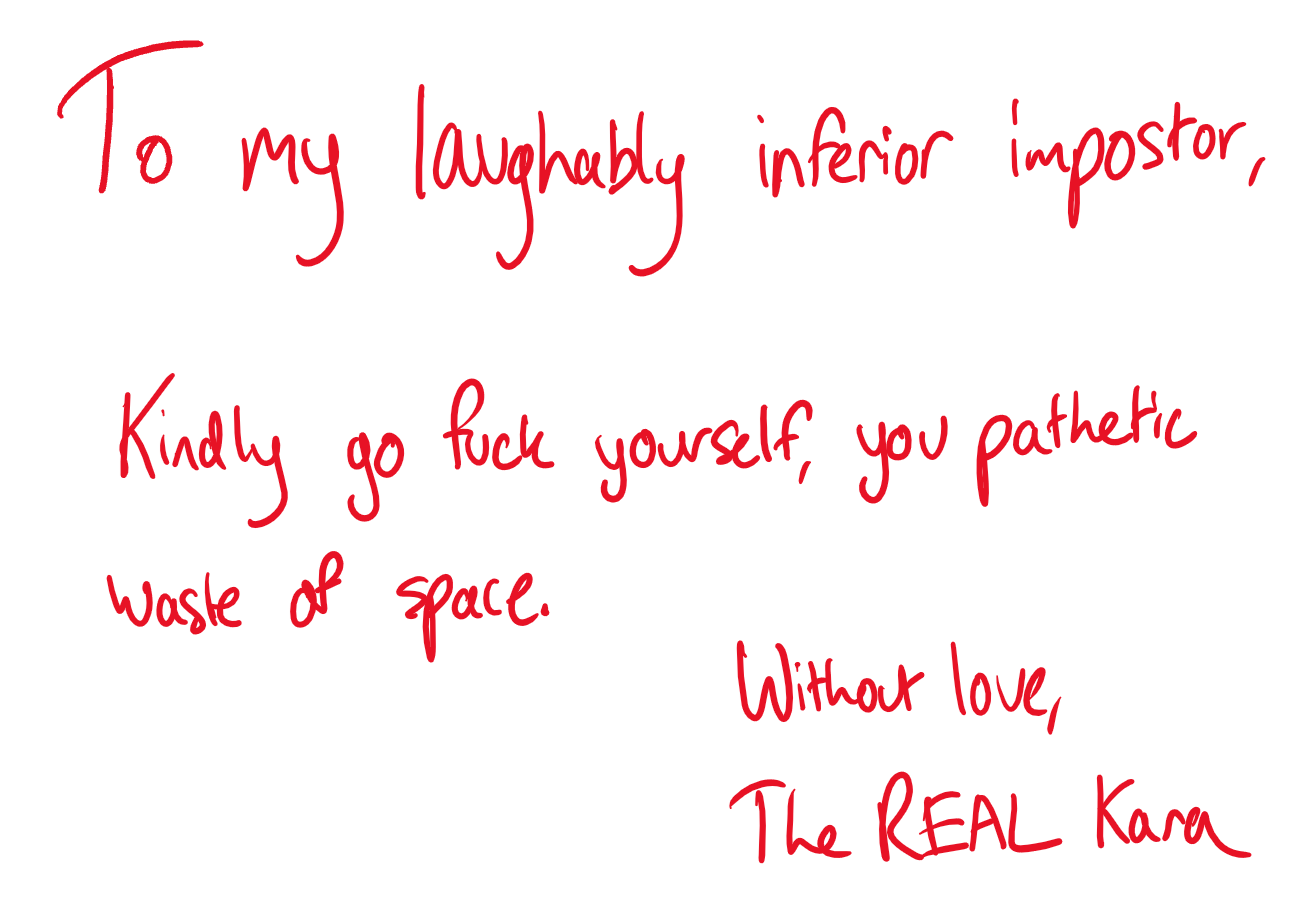 To my laughably inferior impostor,
Kindly go fuck yourself, you pathetic
waste of space.
Without love,
The REAL Kara